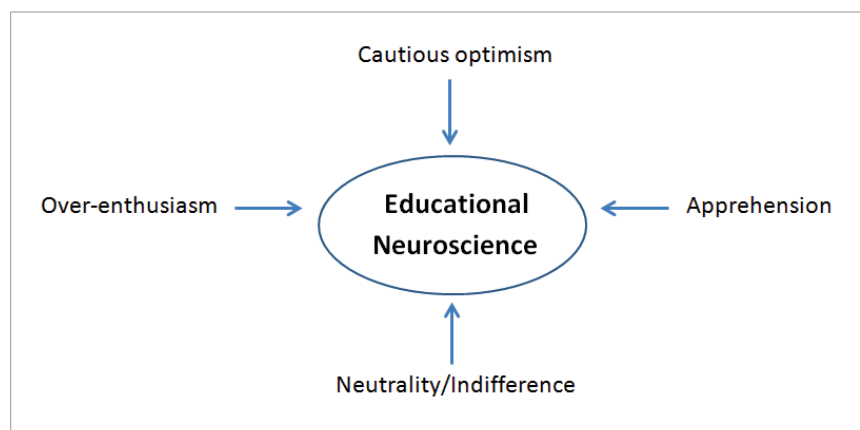 Cautious optimism
Over-enthusiasm
Educational
Neuroscience
Apprehension
Neutrality/Indifference